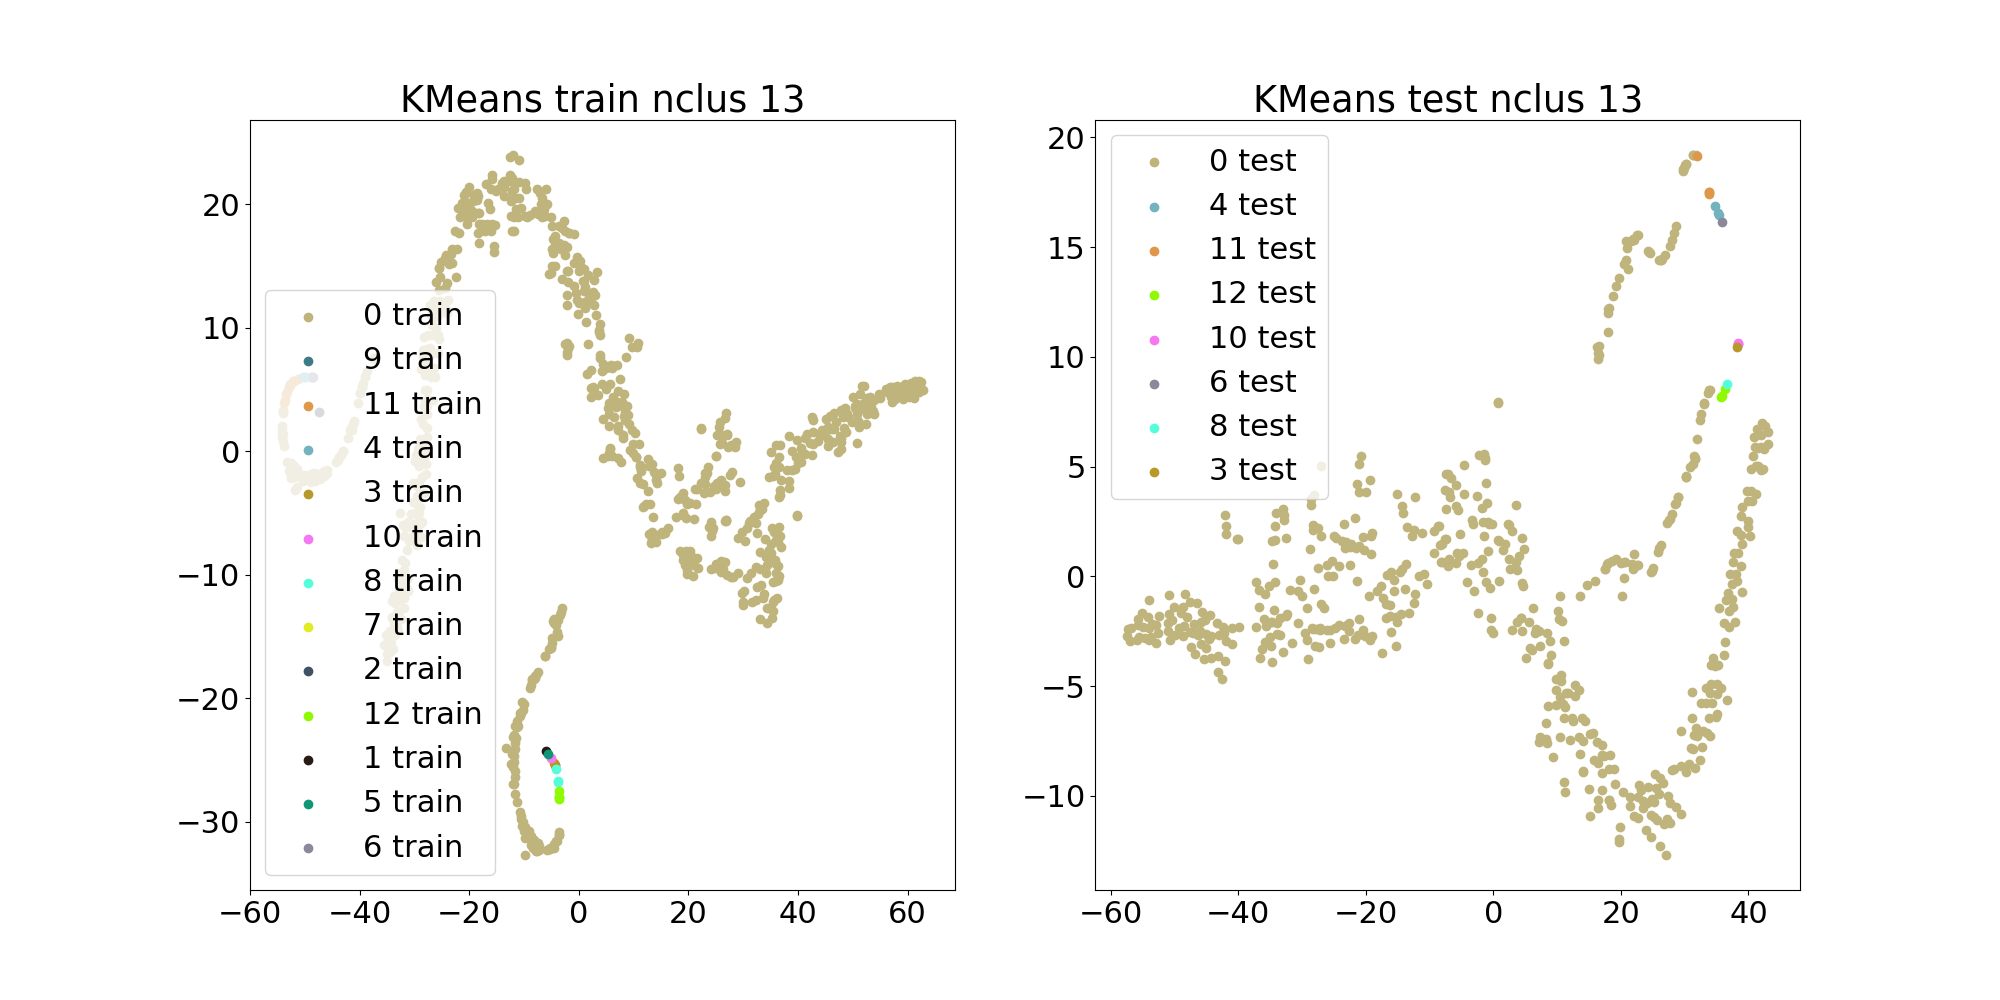 KMeans train nclus 13
20
10
0
−10
−20
−30
−60
−40
−20
0
20
40
60
0 train
9 train
11 train
4 train
3 train
10 train
8 train
7 train
2 train
12 train
1 train
5 train
6 train
KMeans test nclus 13
20
15
10
5
0
−5
−10
−60
−40
−20
0
20
40
0 test
4 test
11 test
12 test
10 test
6 test
8 test
3 test